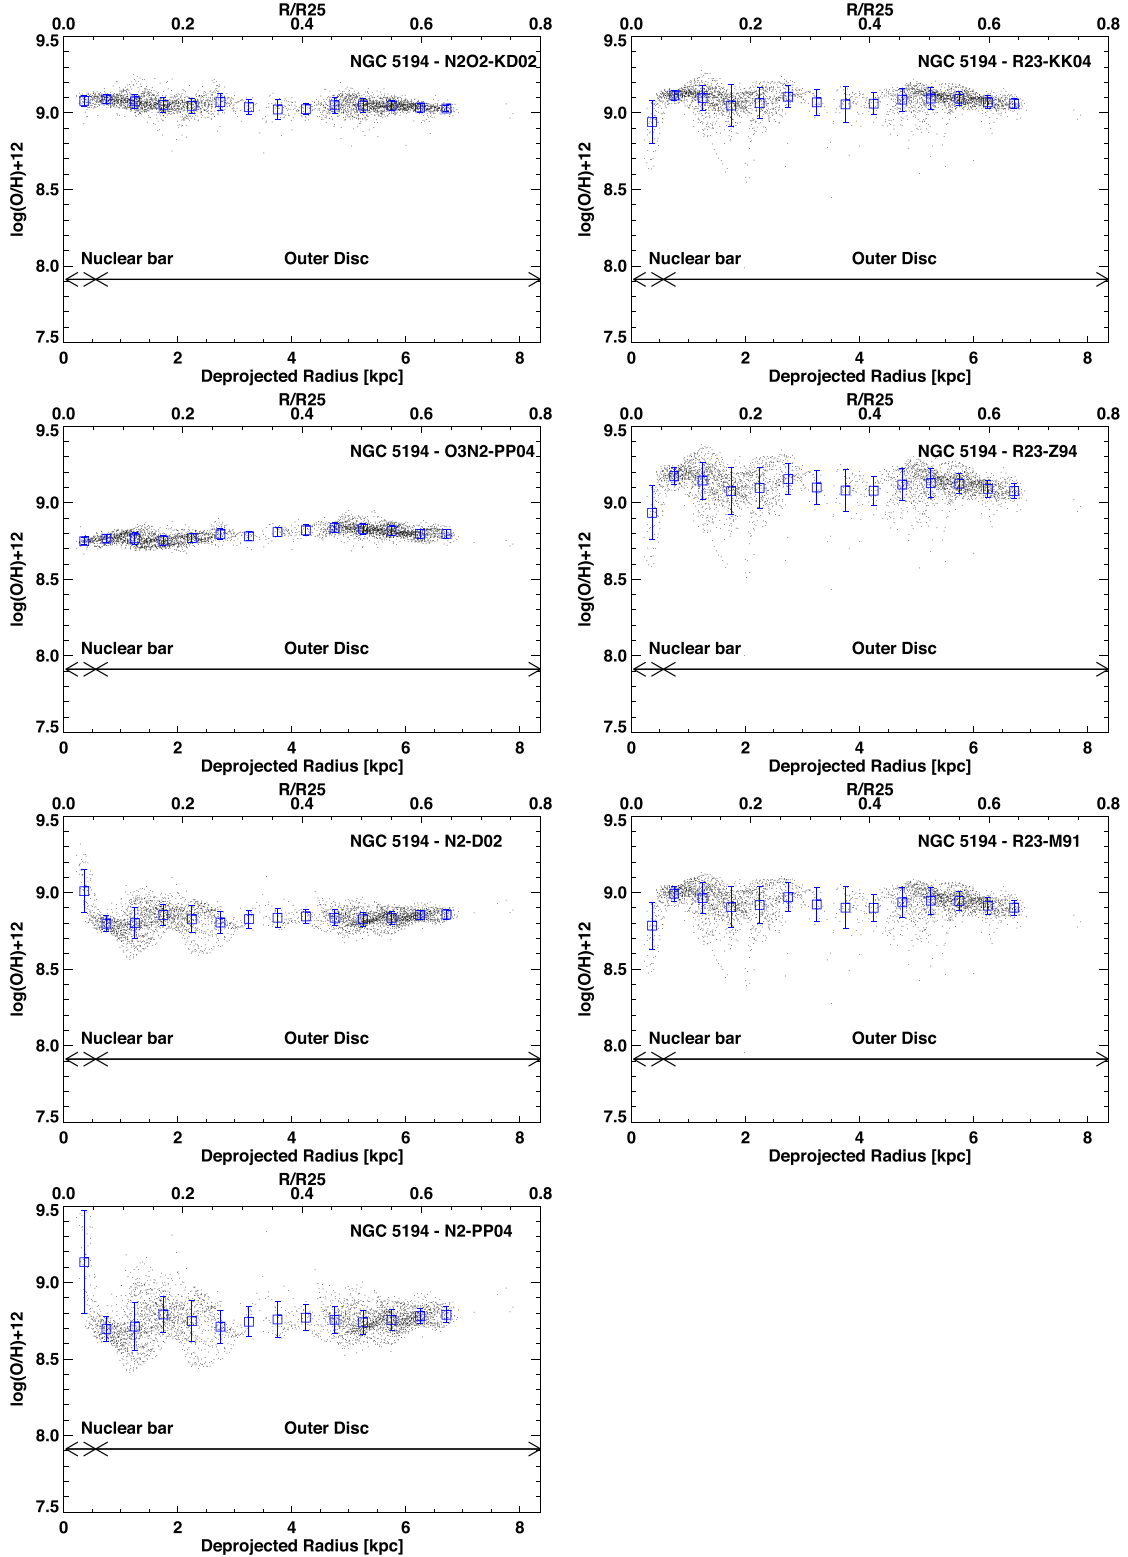 R/R25
0.0 0.2 0.4 0.6 0.8
NGC 5194 - N2O2-KD02
9.5
9.0
8.5
8.0
7.5
log(O/H)+12
Nuclear bar Outer Disc
0 2 4 6 8
Deprojected Radius [kpc]
R/R25
0.0 0.2 0.4 0.6 0.8
NGC 5194 - R23-KK04
9.5
9.0
8.5
8.0
7.5
log(O/H)+12
Nuclear bar Outer Disc
0 2 4 6 8
Deprojected Radius [kpc]
R/R25
0.0 0.2 0.4 0.6 0.8
NGC 5194 - O3N2-PP04
9.5
9.0
8.5
8.0
7.5
log(O/H)+12
Nuclear bar Outer Disc
0 2 4 6 8
Deprojected Radius [kpc]
R/R25
0.0 0.2 0.4 0.6 0.8
NGC 5194 - R23-Z94
9.5
9.0
8.5
8.0
7.5
log(O/H)+12
Nuclear bar Outer Disc
0 2 4 6 8
Deprojected Radius [kpc]
R/R25
0.0 0.2 0.4 0.6 0.8
NGC 5194 - N2-D02
9.5
9.0
8.5
8.0
7.5
log(O/H)+12
Nuclear bar Outer Disc
0 2 4 6 8
Deprojected Radius [kpc]
R/R25
0.0 0.2 0.4 0.6 0.8
NGC 5194 - R23-M91
9.5
9.0
8.5
8.0
7.5
log(O/H)+12
Nuclear bar Outer Disc
0 2 4 6 8
Deprojected Radius [kpc]
R/R25
0.0 0.2 0.4 0.6 0.8
NGC 5194 - N2-PP04
9.5
9.0
8.5
8.0
7.5
log(O/H)+12
Nuclear bar Outer Disc
0 2 4 6 8
Deprojected Radius [kpc]